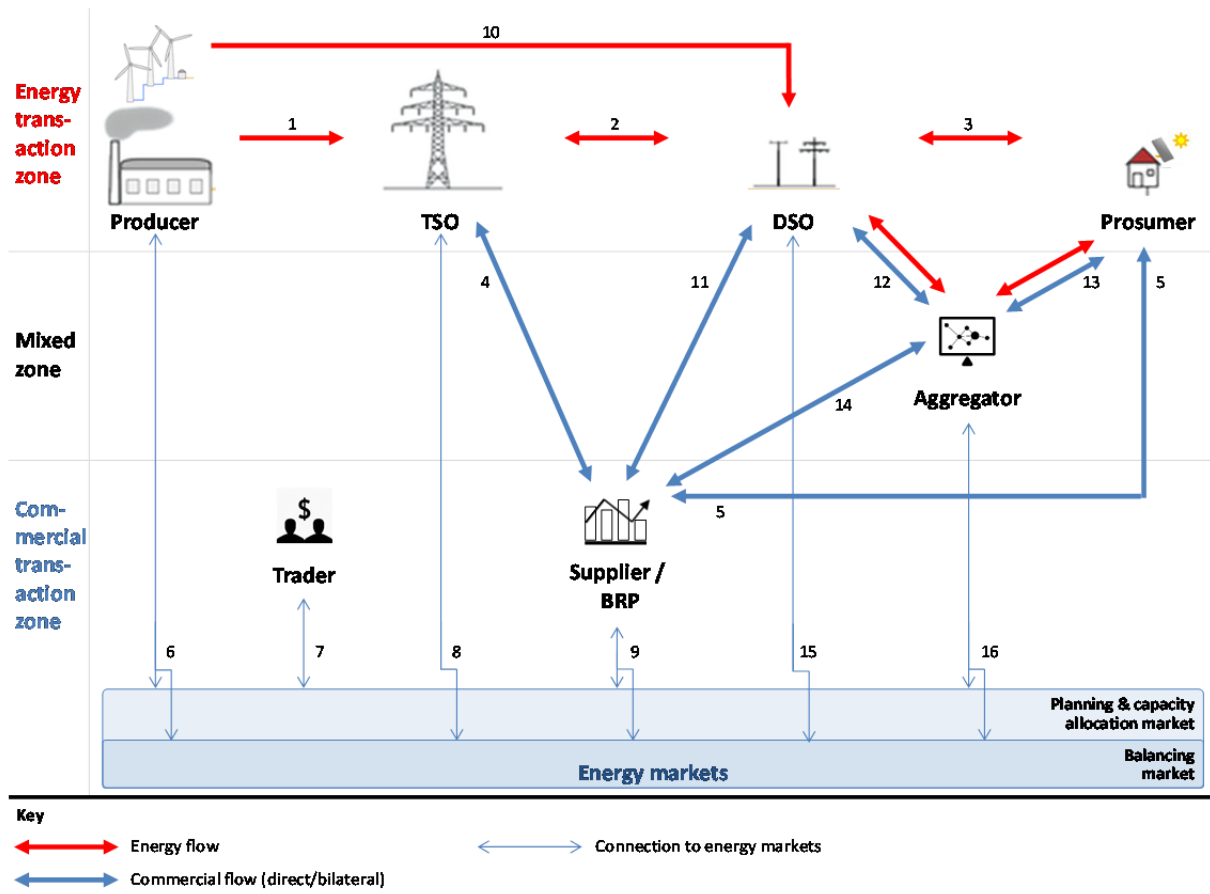 10
Energy
trans-
action
zone
1
2
3
Producer
TSO
DSO
Prosumer
4
11
12
13
5
Mixed
zone
14
Aggregator
Com-
mercial
trans-
action
zone
$
5
Trader
Supplier /
BRP
6
7
8
9
15
16
Planning & capacity
allocation market
Energy markets
Balancing
market
Key
Energy flow
Connection to energy markets
Commercial flow (direct/bilateral)